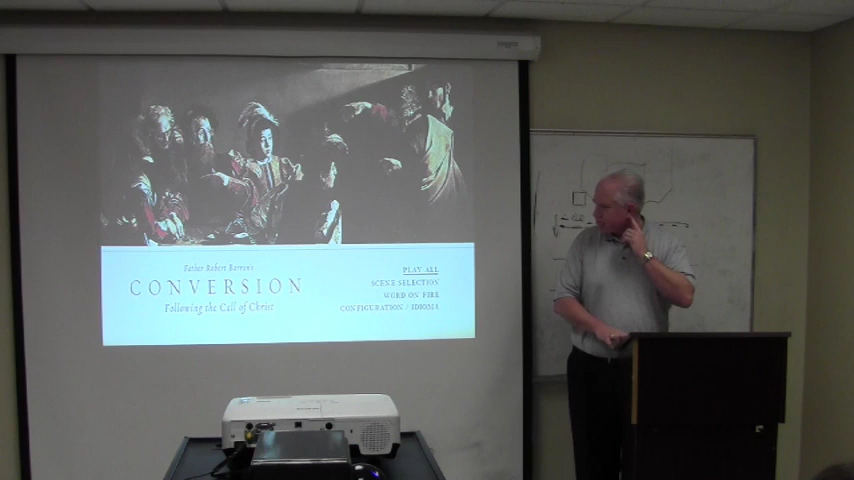 Father Robert Barron's
CONVERSION
Following the Call of Christ
PLAY ALL
SCENE SELECTION
WORD ON FIRE
CONFIGURATION / IDIOMA